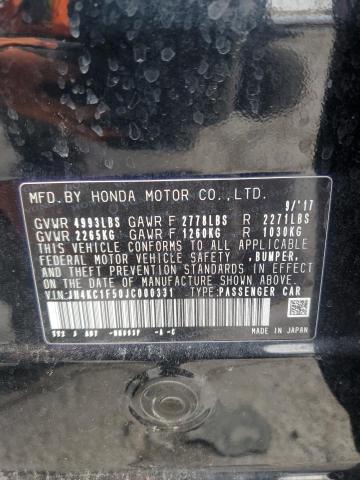 MFD.BY HONDA MOTOR CO.,LTD. 9/'17
GVWR 4993LBS GAWR F 2778LBS R 2271LBS
GVWR 2265KG GAWR F 1260KG R 1030KG
THIS VEHICLE CONFORMS TO ALL APPLICABLE
FEDERAL MOTOR VEHICLE SAFETY ,BUMPER,
AND THEFT PREVENTION STANDARDS IN EFFECT
ON THE DATE OF MANUFACTURE SHOWN ABOVE.
VIN: JH4KC1F50JC000331 TYPE:PASSENGER CAR
-A -C
MADE IN JAPAN